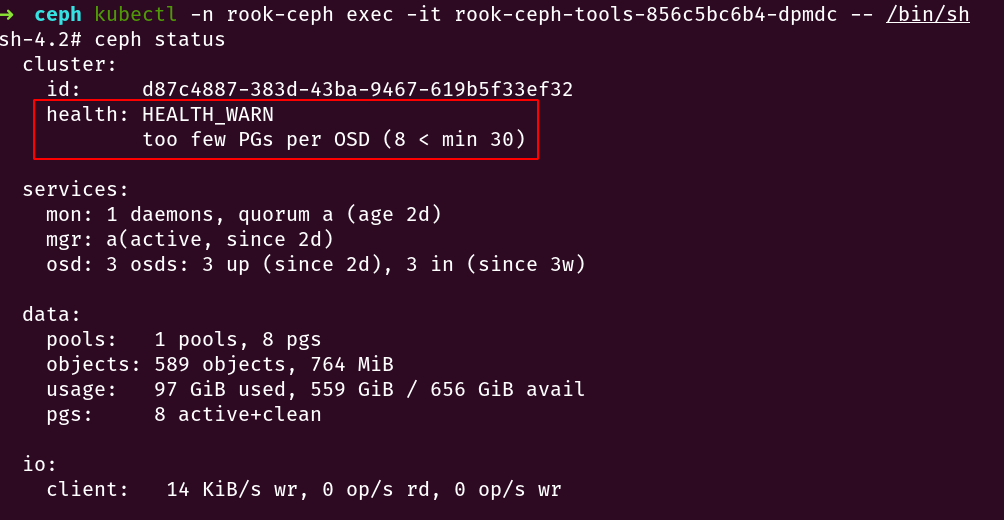 → ceph kubectl -n rook-ceph exec -it rook-ceph-tools-856c5bc6b4-dpmdc -- /bin/sh
sh-4.2# ceph status
  cluster:
    id:     d87c4887-383d-43ba-9467-619b5f33ef32
    health: HEALTH_WARN
            too few PGs per OSD (8 < min 30)

  services:
    mon: 1 daemons, quorum a (age 2d)
    mgr: a(active, since 2d)
    osd: 3 osds: 3 up (since 2d), 3 in (since 3w)

  data:
    pools:   1 pools, 8 pgs
    objects: 589 objects, 764 MiB
    usage:   97 GiB used, 559 GiB / 656 GiB avail
    pgs:     8 active+clean

  io:
    client:   14 KiB/s wr, 0 op/s rd, 0 op/s wr